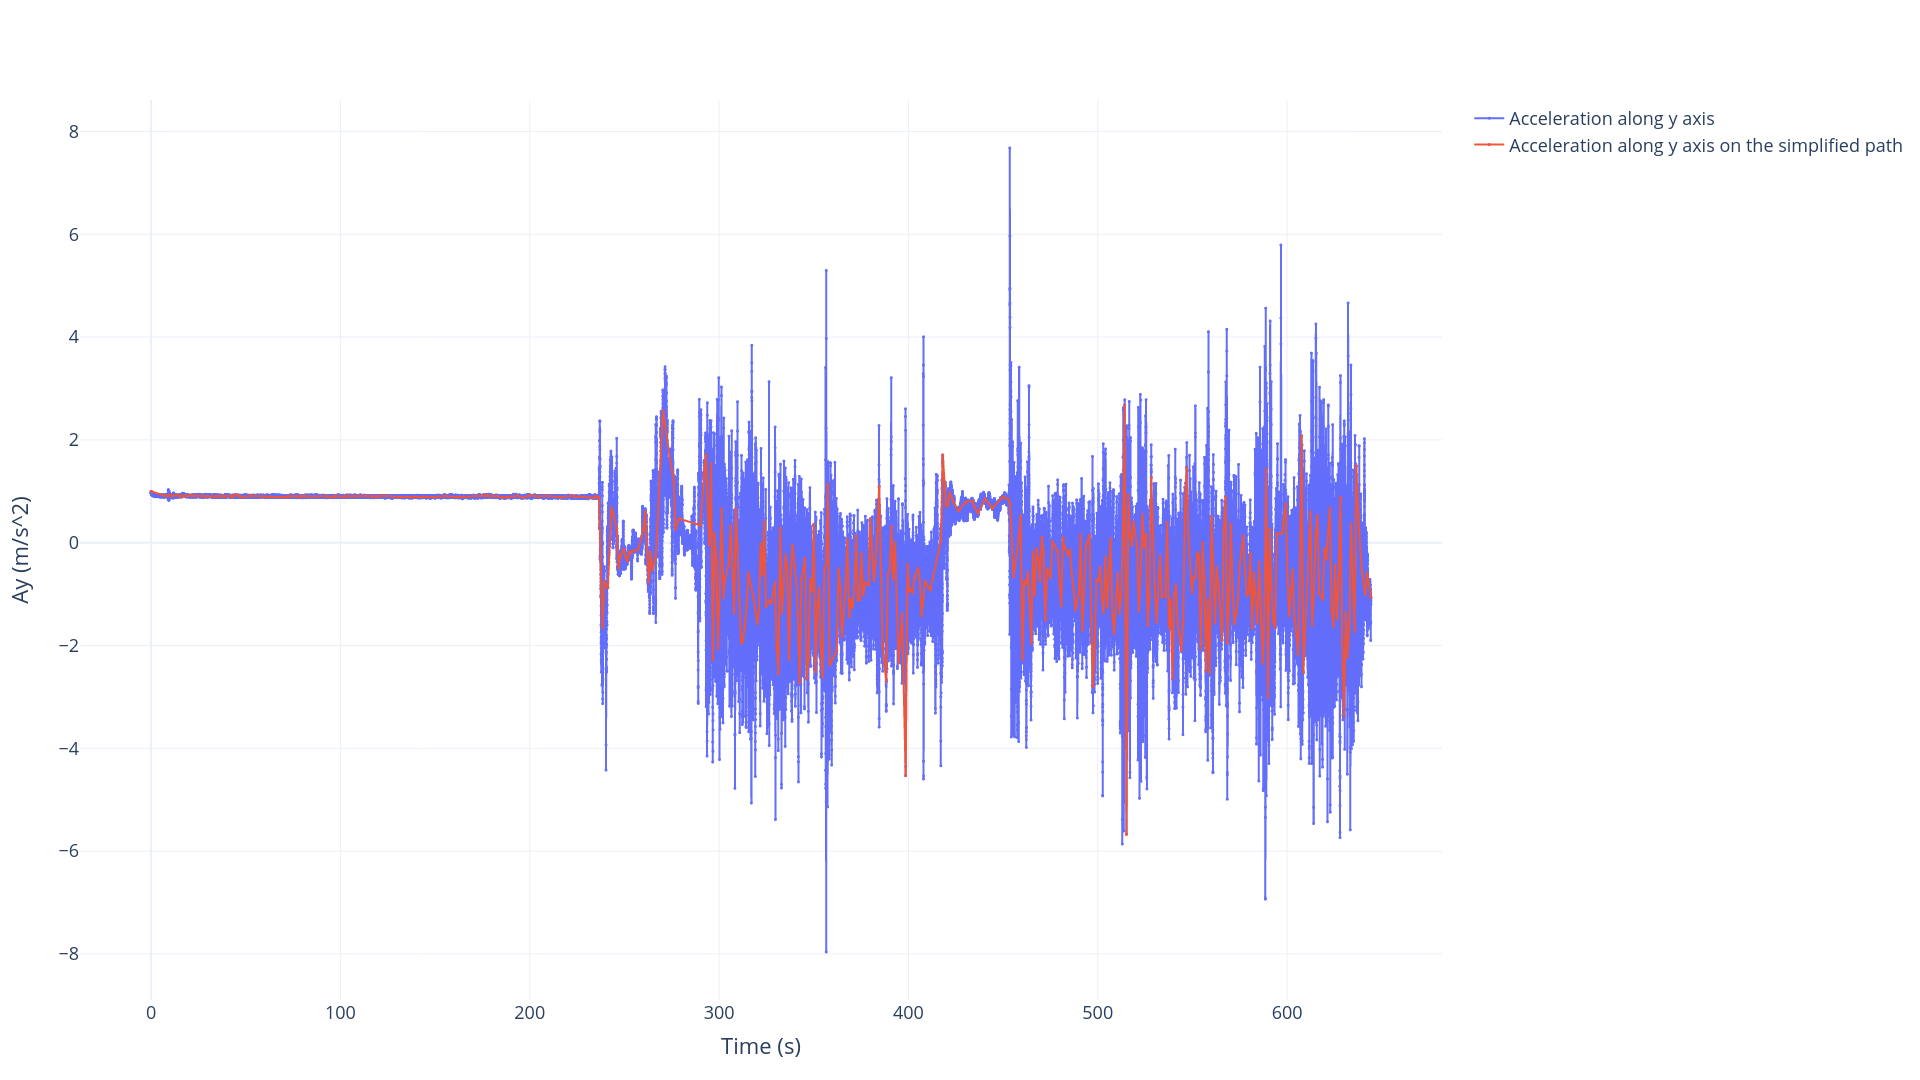 8
6
4
2
0
−2
−4
−6
−8
Ay (m/s^2)
0 100 200 300 400 500 600
Time (s)
Acceleration along y axis
Acceleration along y axis on the simplified path